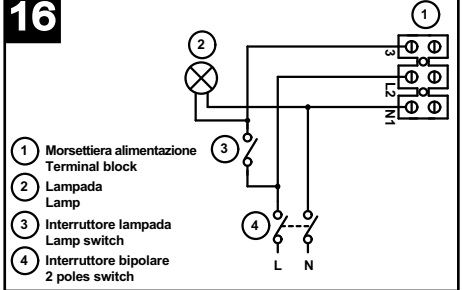 16
1
2
3
L2
N1
3
4
L N
1 Morsettiera alimentazione
Terminal block
2 Lampada
Lamp
3 Interruttore lampada
Lamp switch
4 Interruttore bipolare
2 poles switch